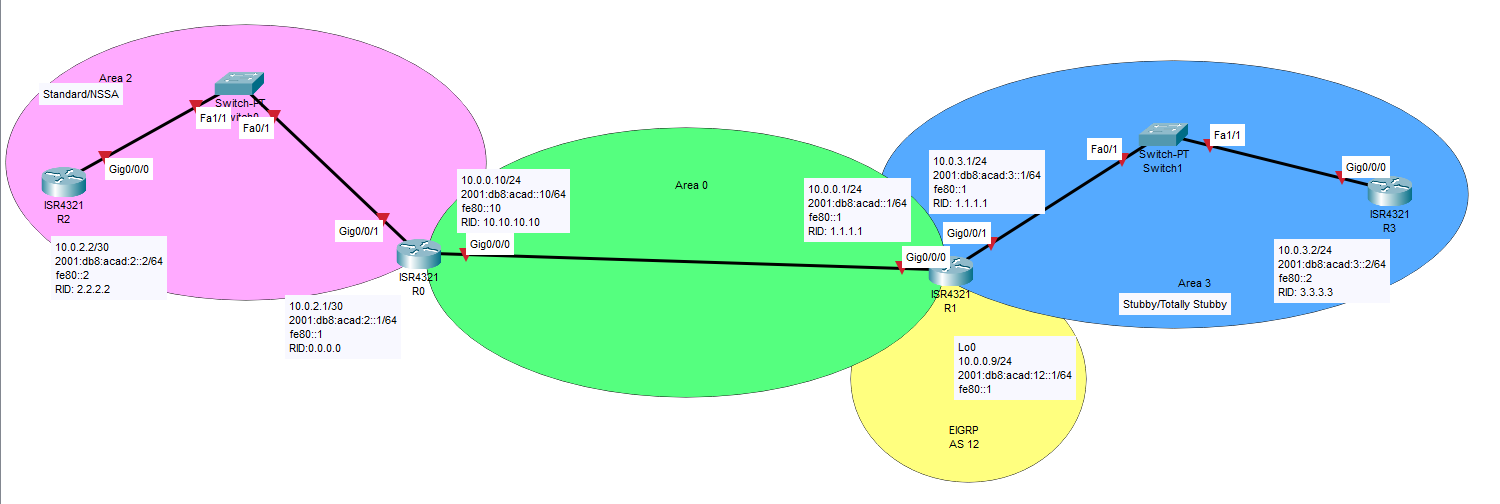 Area 2
Standard/NSSA
Switch-PT
Fa1/1
Fa0/1
Gig0/0/0
ISR4321
R2
10.0.2.2/30
2001:db8:acad:2::2/64
fe80::2
RID: 2.2.2.2
Gig0/0/1
ISR4321
R0
10.0.2.1/30
2001:db8:acad:2::1/64
fe80::1
RID:0.0.0.0
10.0.0.10/24
2001:db8:acad::10/64
fe80::10
RID: 10.10.10.10
Gig0/0/0
Area 0
10.0.0.1/24
2001:db8:acad::1/64
fe80::1
RID: 1.1.1.1
Gig0/0/0
ISR4321
R1
10.0.3.1/24
2001:db8:acad:3::1/64
fe80::1
RID: 1.1.1.1
Gig0/0/1
Fa0/1
Switch-PT
Switch1
Fa1/1
Gig0/0/0
ISR4321
R3
10.0.3.2/24
2001:db8:acad:3::2/64
fe80::2
RID: 3.3.3.3
Area 3
Stubby/Totally Stubby
Lo0
10.0.0.9/24
2001:db8:acad:12::1/64
fe80::1
EIGRP
AS 12